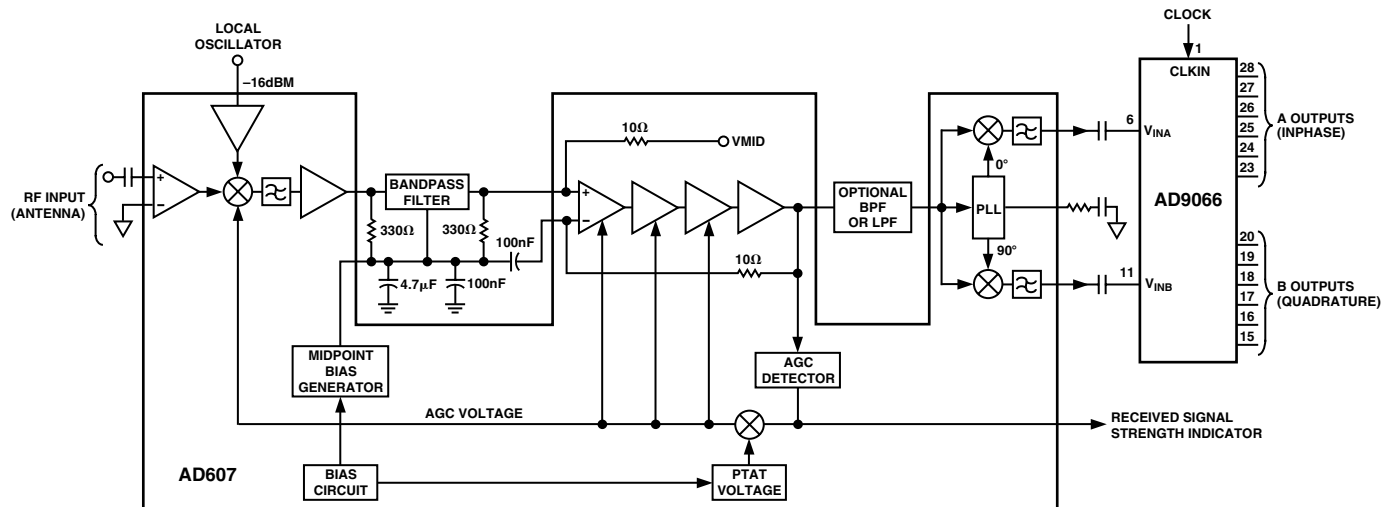 CLOCK
1
LOCAL
OSCILLATOR
–16dBM
CLKIN
28
27
26
25
24
23
A OUTPUTS
(INPHASE)
10Ω
VMID
6
VINA
RF INPUT
(ANTENNA)
+
–
BANDPASS
FILTER
+
–
OPTIONAL
BPF
OR LPF
0°
PLL
90°
AD9066
330Ω
330Ω
100nF
4.7μF
100nF
10Ω
11
VINB
20
19
18
17
16
15
B OUTPUTS
(QUADRATURE)
MIDPOINT
BIAS
GENERATOR
AGC
DETECTOR
AGC VOLTAGE
RECEIVED SIGNAL
STRENGTH INDICATOR
AD607
BIAS
CIRCUIT
PTAT
VOLTAGE